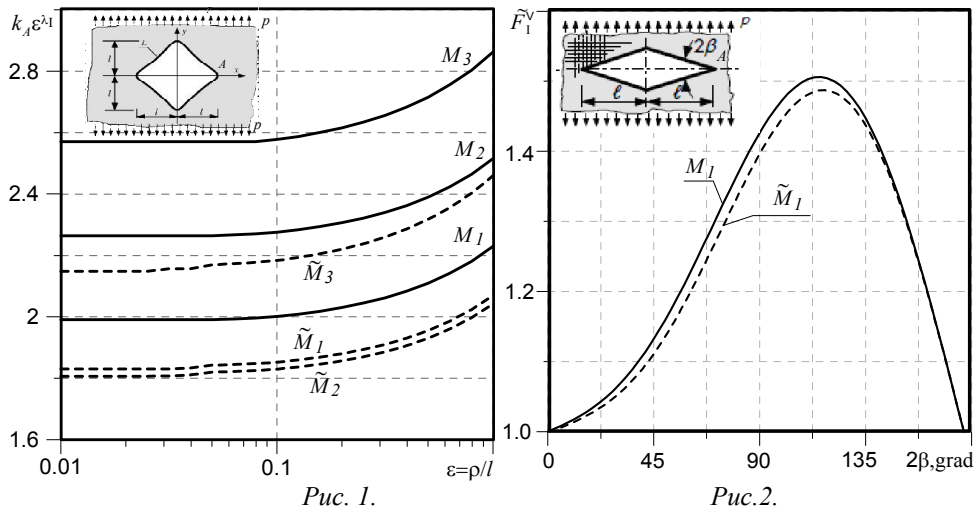 k_A ε^λI
2.8
2.4
2
1.6
0.01
0.1
ε=ρ/l
p
y
L
A
x
l
l
l
l
p
M_3
M_2
M̃_3
M_1
M̃_1
M̃_2
Рис. 1.
F̃_I^∨
1.4
1.2
1.0
0
45
90
135
2β,grad
p
2β
A
ℓ
ℓ
M_1
M̃_1
Рис.2.